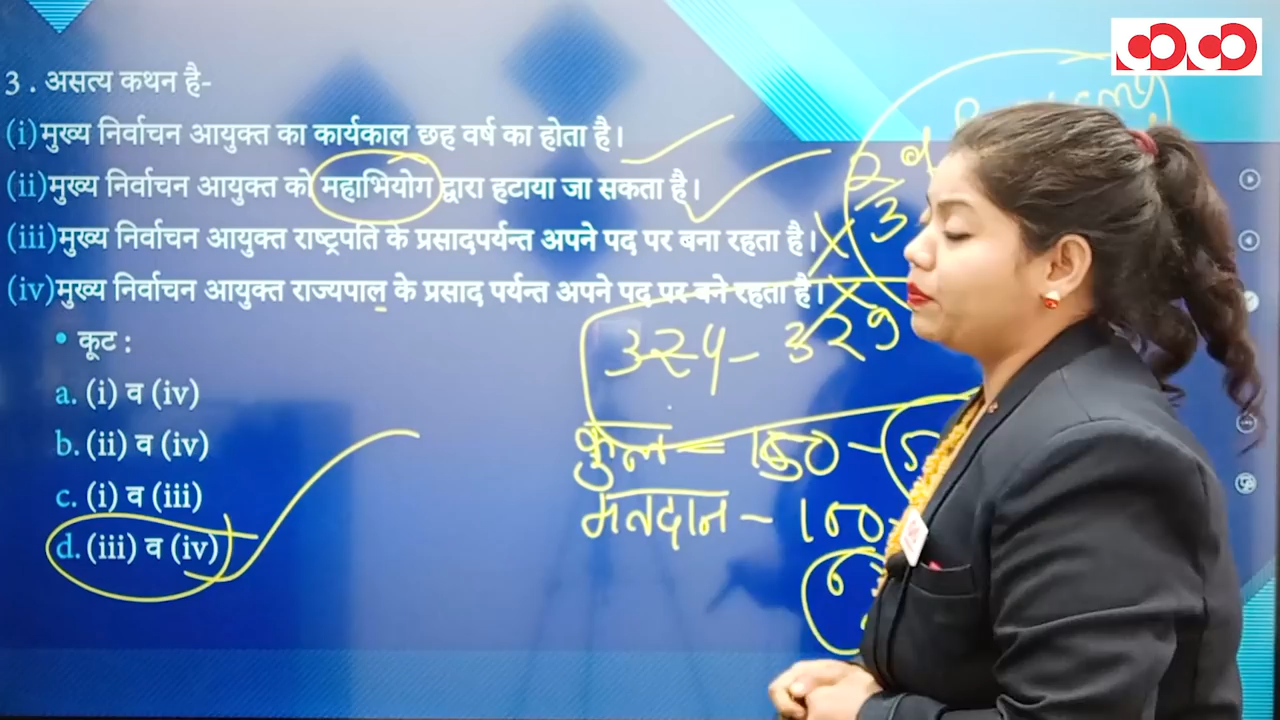 3 . असत्य कथन है-
(i)मुख्य निर्वाचन आयुक्त का कार्यकाल छह वर्ष का होता है।
(ii)मुख्य निर्वाचन आयुक्त को महाभियोग द्वारा हटाया जा सकता है।
(iii)मुख्य निर्वाचन आयुक्त राष्ट्रपति के प्रसादपर्यन्त अपने पद पर बना रहता है।
(iv)मुख्य निर्वाचन आयुक्त राज्यपाल के प्रसाद पर्यन्त अपने पद पर बने रहता है।
• कूट :
a. (i) व (iv)
b. (ii) व (iv)
c. (i) व (iii)
d. (iii) व (iv)
2
3
324 - 329
कुल = 150 -
मतदान - 100